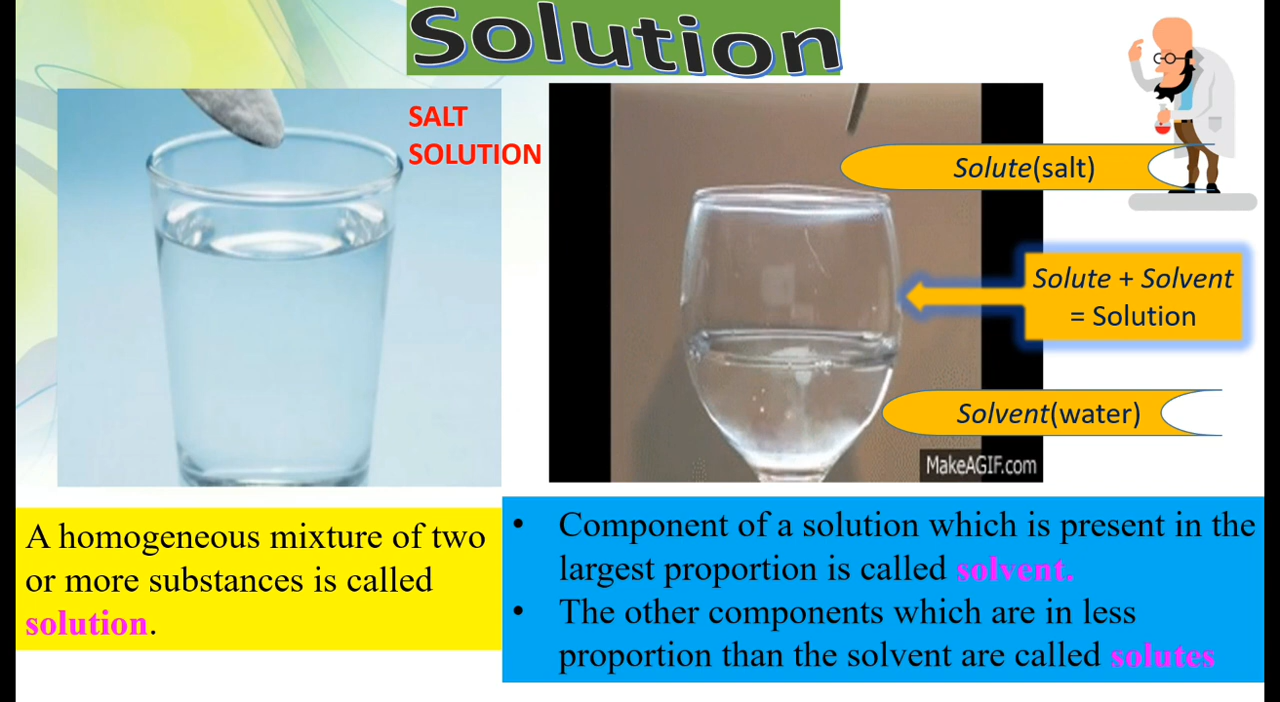 Solution
SALT
SOLUTION
Solute(salt)
Solute + Solvent
= Solution
Solvent(water)
MakeAGIF.com
A homogeneous mixture of two
or more substances is called
solution.
• Component of a solution which is present in the
largest proportion is called solvent.
• The other components which are in less
proportion than the solvent are called solutes